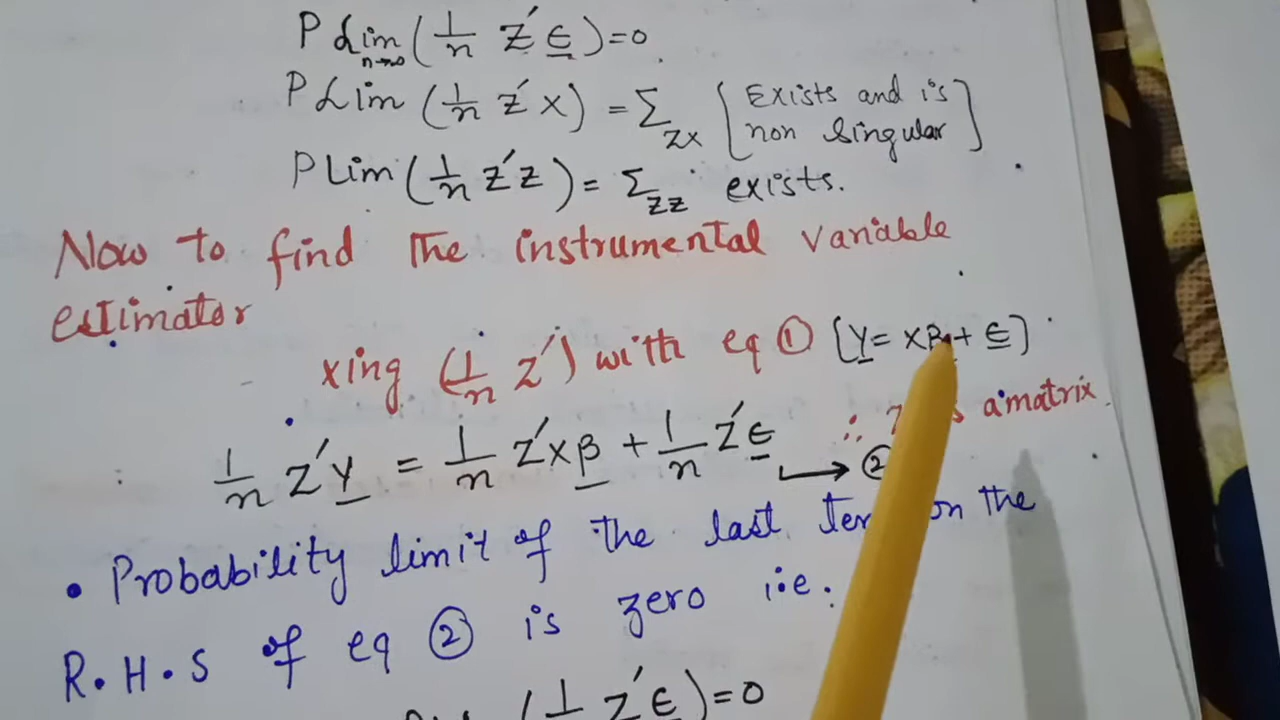 P Lim n→∞ (1/n Z′ ϵ) = 0
P Lim (1/n Z′ X) = Σ ZX [Exists and is non Singular]
P Lim (1/n Z′Z) = Σ ZZ exists.
Now to find the instrumental variable
estimator
xing (1/n Z′) with eq ① [Y = Xβ + ϵ]
∴ a matrix
1/n Z′Y = 1/n Z′Xβ + 1/n Z′ϵ → ②
• Probability limit of the last on the
R.H.S of eq ② is zero i.e.
(1/n Z′ϵ) = 0